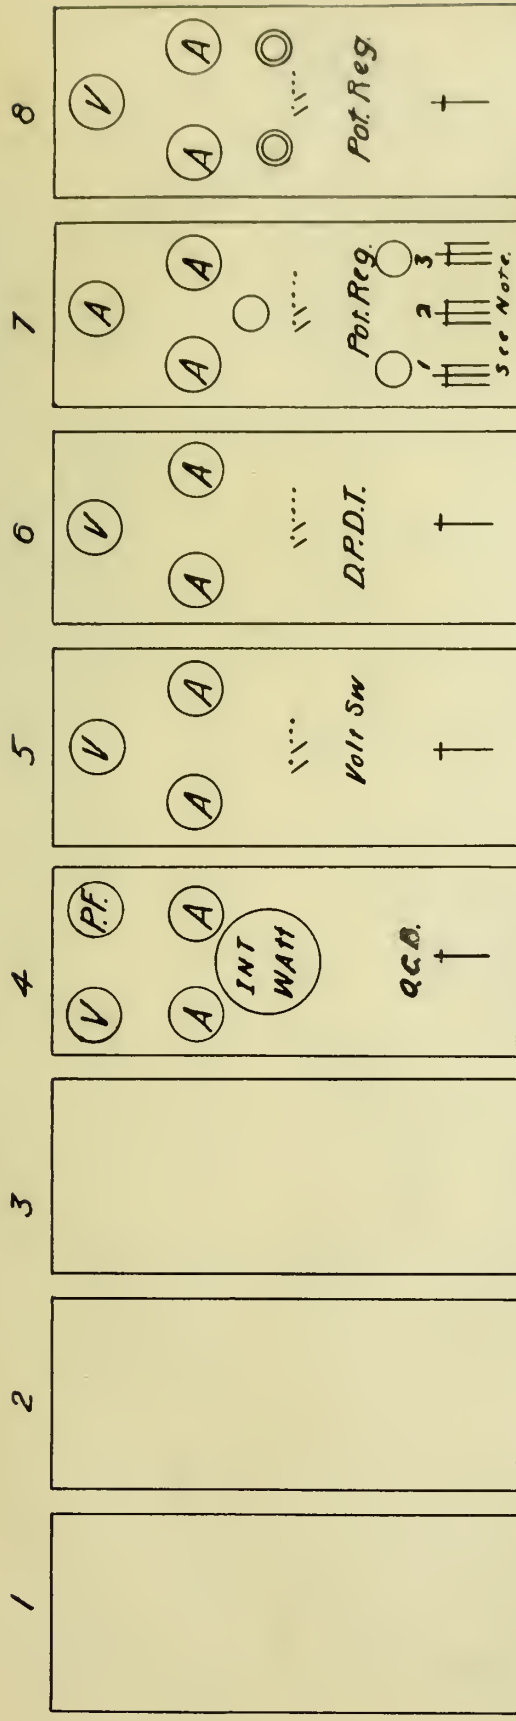 1
2
3
4
V P.F.
A A
INT
WATT
O.C.B.
5
V
A A
Volt Sw
6
V
A A
D.P.D.T.
7
A
A A
Pot. Reg.
1 2 3
See Note.
8
V
A A
Pot. Reg.